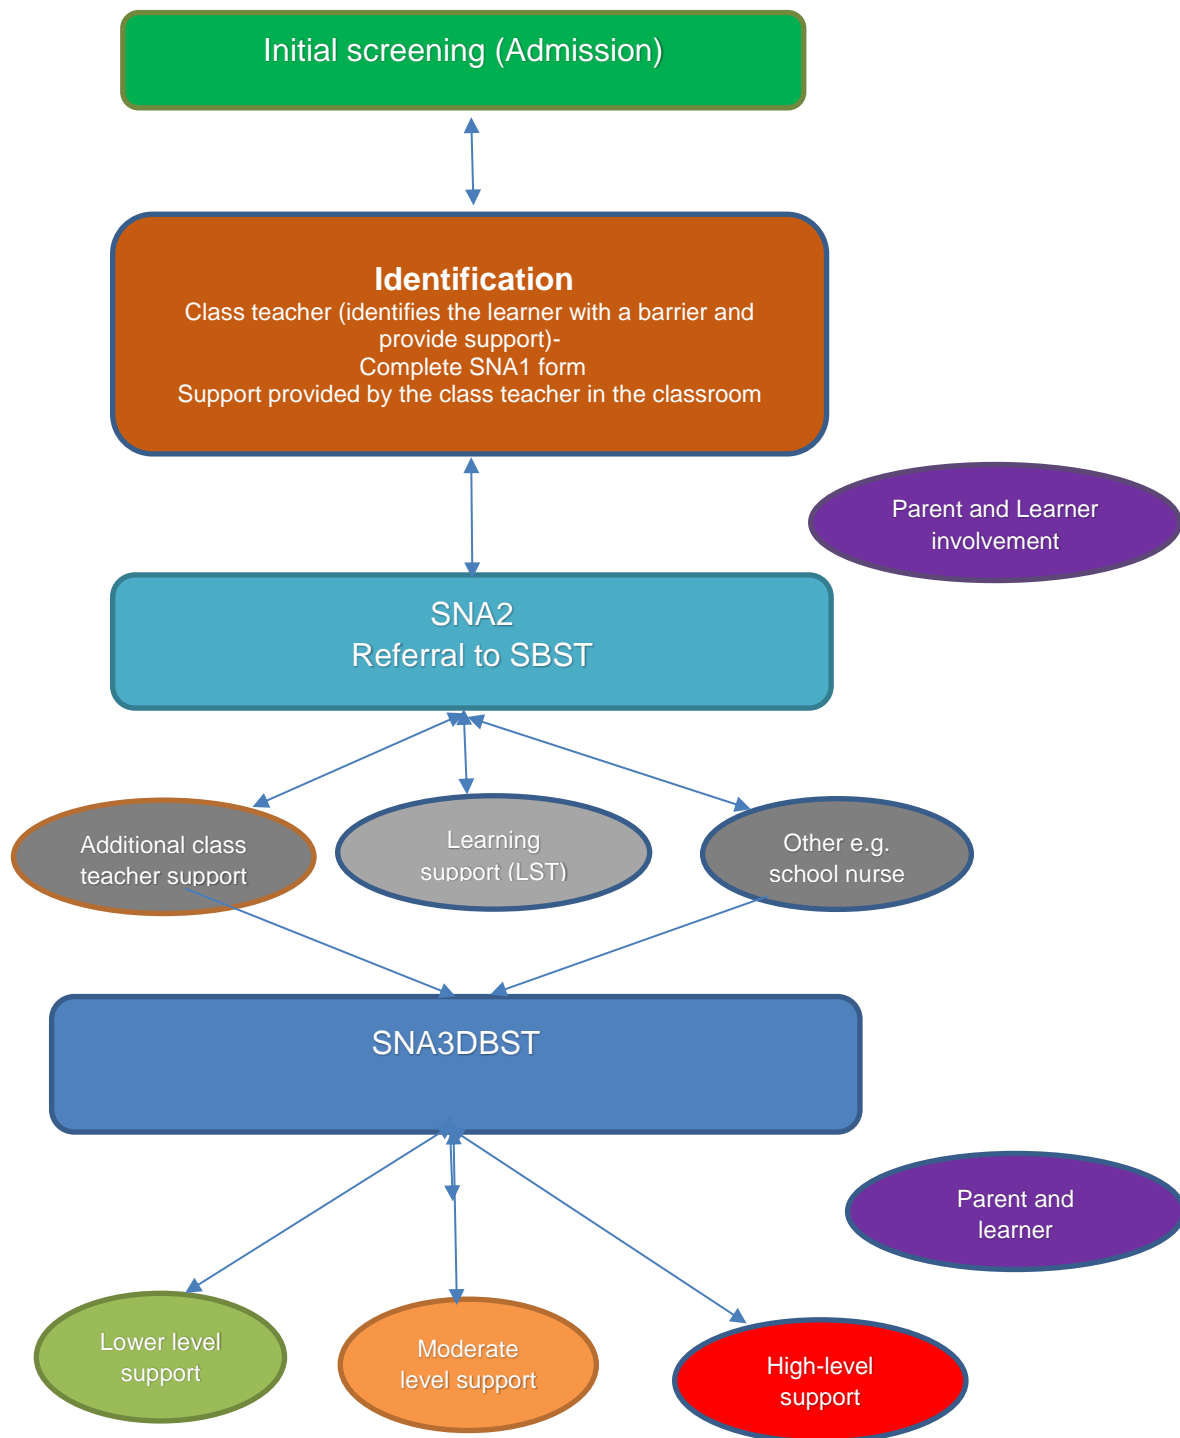 Initial screening (Admission)
Identification
Class teacher (identifies the learner with a barrier and
provide support)-
Complete SNA1 form
Support provided by the class teacher in the classroom
Parent and Learner
involvement
SNA2
Referral to SBST
Additional class
teacher support
Learning
support (LST)
Other e.g.
school nurse
SNA3DBST
Parent and
learner
Lower level
support
Moderate
level support
High-level
support